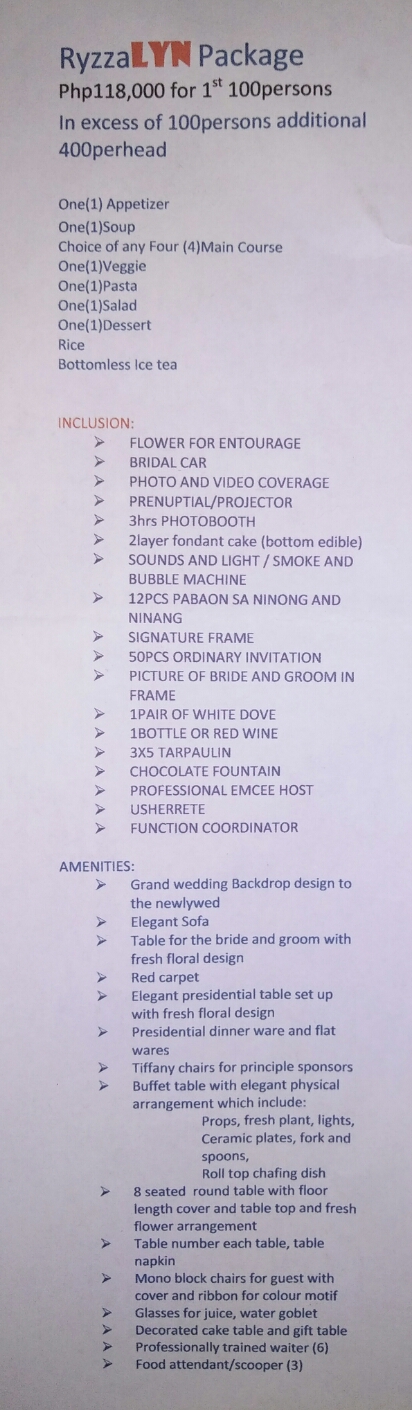 RyzzaLYN Package
Php118,000 for 1st 100persons
In excess of 100persons additional
400perhead
One(1) Appetizer
One(1)Soup
Choice of any Four (4)Main Course
One(1)Veggie
One(1)Pasta
One(1)Salad
One(1)Dessert
Rice
Bottomless Ice tea
INCLUSION:
➢ FLOWER FOR ENTOURAGE
➢ BRIDAL CAR
➢ PHOTO AND VIDEO COVERAGE
➢ PRENUPTIAL/PROJECTOR
➢ 3hrs PHOTOBOOTH
➢ 2layer fondant cake (bottom edible)
➢ SOUNDS AND LIGHT / SMOKE AND
BUBBLE MACHINE
➢ 12PCS PABAON SA NINONG AND
NINANG
➢ SIGNATURE FRAME
➢ 50PCS ORDINARY INVITATION
➢ PICTURE OF BRIDE AND GROOM IN
FRAME
➢ 1PAIR OF WHITE DOVE
➢ 1BOTTLE OR RED WINE
➢ 3X5 TARPAULIN
➢ CHOCOLATE FOUNTAIN
➢ PROFESSIONAL EMCEE HOST
➢ USHERRETE
➢ FUNCTION COORDINATOR
AMENITIES:
➢ Grand wedding Backdrop design to
the newlywed
➢ Elegant Sofa
➢ Table for the bride and groom with
fresh floral design
➢ Red carpet
➢ Elegant presidential table set up
with fresh floral design
➢ Presidential dinner ware and flat
wares
➢ Tiffany chairs for principle sponsors
➢ Buffet table with elegant physical
arrangement which include:
Props, fresh plant, lights,
Ceramic plates, fork and
spoons,
Roll top chafing dish
➢ 8 seated round table with floor
length cover and table top and fresh
flower arrangement
➢ Table number each table, table
napkin
➢ Mono block chairs for guest with
cover and ribbon for colour motif
➢ Glasses for juice, water goblet
➢ Decorated cake table and gift table
➢ Professionally trained waiter (6)
➢ Food attendant/scooper (3)